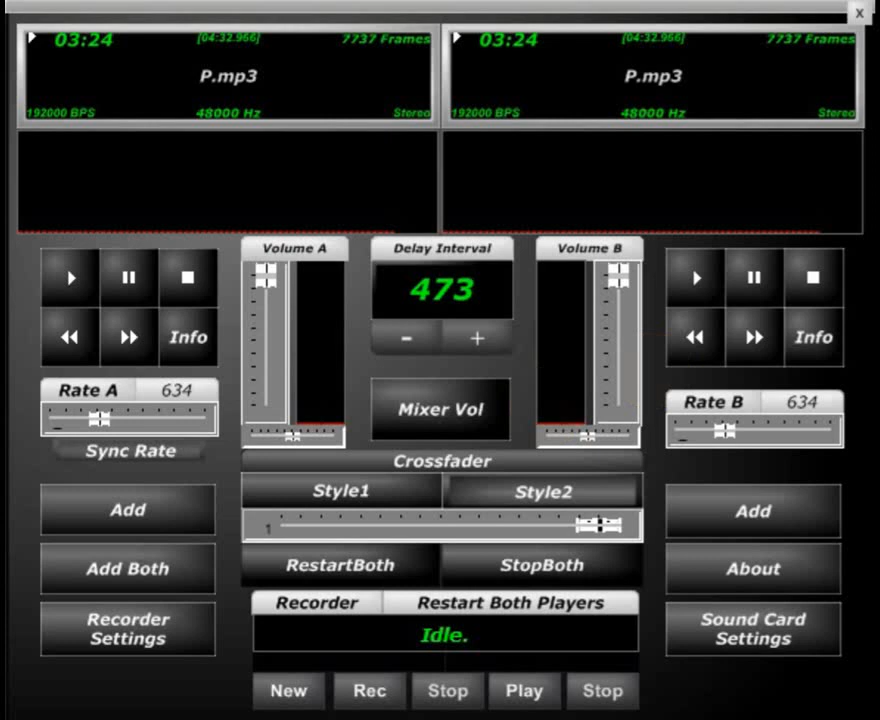 X
03:24 [04:32.966] 7737 Frames
P.mp3
192000 BPS 48000 Hz Stereo
03:24 [04:32.966] 7737 Frames
P.mp3
192000 BPS 48000 Hz Stereo
Volume A
Delay Interval
Volume B
473
- +
Info
Info
Mixer Vol
Rate A 634
Rate B 634
Sync Rate
Crossfader
Style1 Style2
1
Add
Add Both
Recorder
Settings
RestartBoth StopBoth
Add
About
Sound Card
Settings
Recorder Restart Both Players
Idle.
New Rec Stop Play Stop